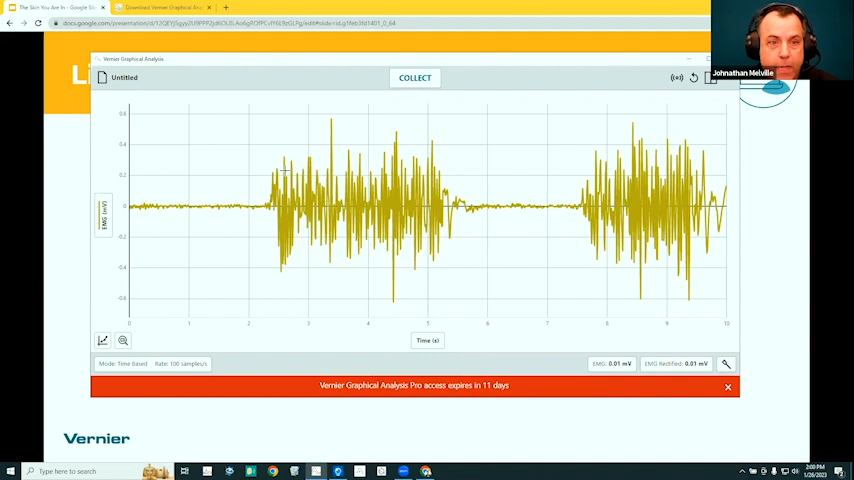 The Skin You Are In - Google Sli
Download Vernier Graphical Ana
Vernier Graphical Analysis
Untitled
COLLECT
Johnathan Melville
0.6
0.4
0.2
0
-0.2
-0.4
-0.6
EMG (mV)
0 1 2 3 4 5 6 7 8 9 10
Time (s)
Mode: Time Based Rate: 100 samples/s
EMG: 0.01 mV
EMG Rectified: 0.01 mV
Vernier Graphical Analysis Pro access expires in 11 days
Vernier
Type here to search
2:00 PM
1/26/2023